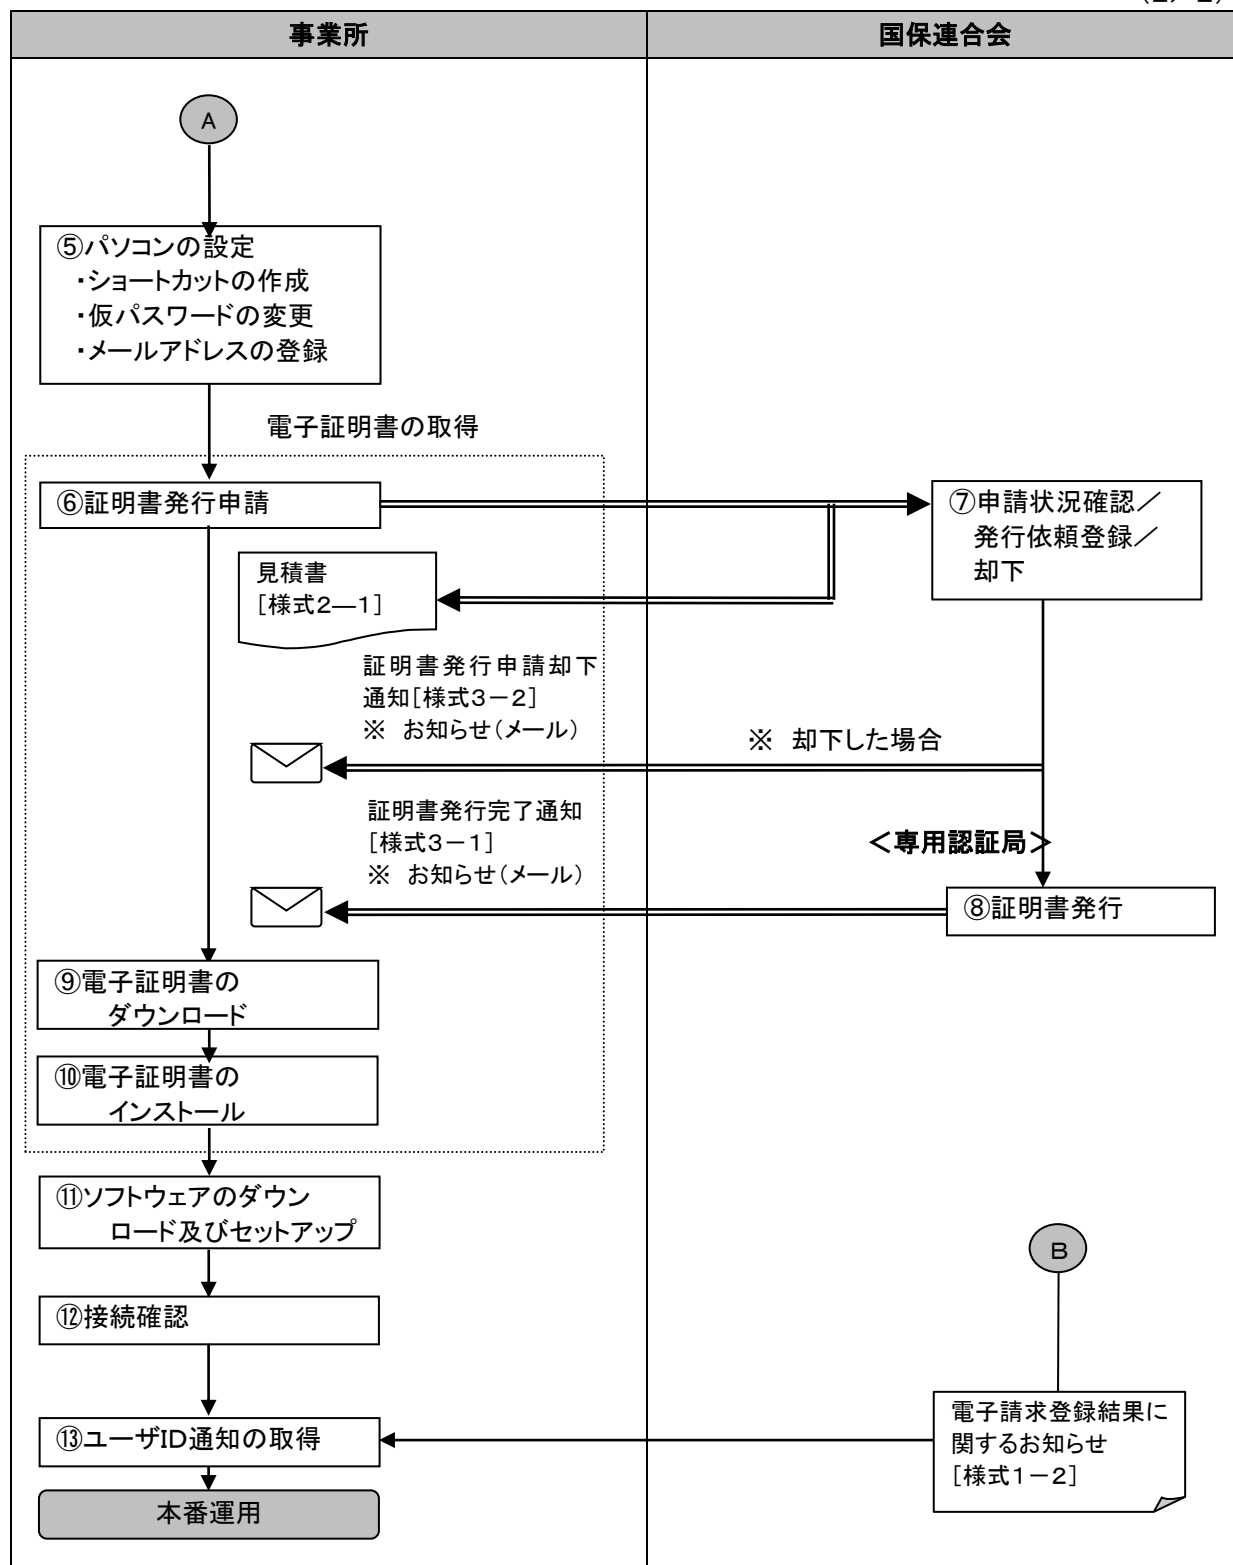 事業所
国保連合会
A
⑤パソコンの設定
・ショートカットの作成
・仮パスワードの変更
・メールアドレスの登録
電子証明書の取得
⑥証明書発行申請
⑦申請状況確認／
発行依頼登録／
却下
見積書
［様式２―１］
証明書発行申請却下
通知［様式３－２］
※ お知らせ（メール）
※ 却下した場合
証明書発行完了通知
［様式３－１］
※ お知らせ（メール）
＜専用認証局＞
⑧証明書発行
⑨電子証明書の
ダウンロード
⑩電子証明書の
インストール
⑪ソフトウェアのダウン
ロード及びセットアップ
B
⑫接続確認
電子請求登録結果に
関するお知らせ
［様式１－２］
⑬ユーザID通知の取得
本番運用